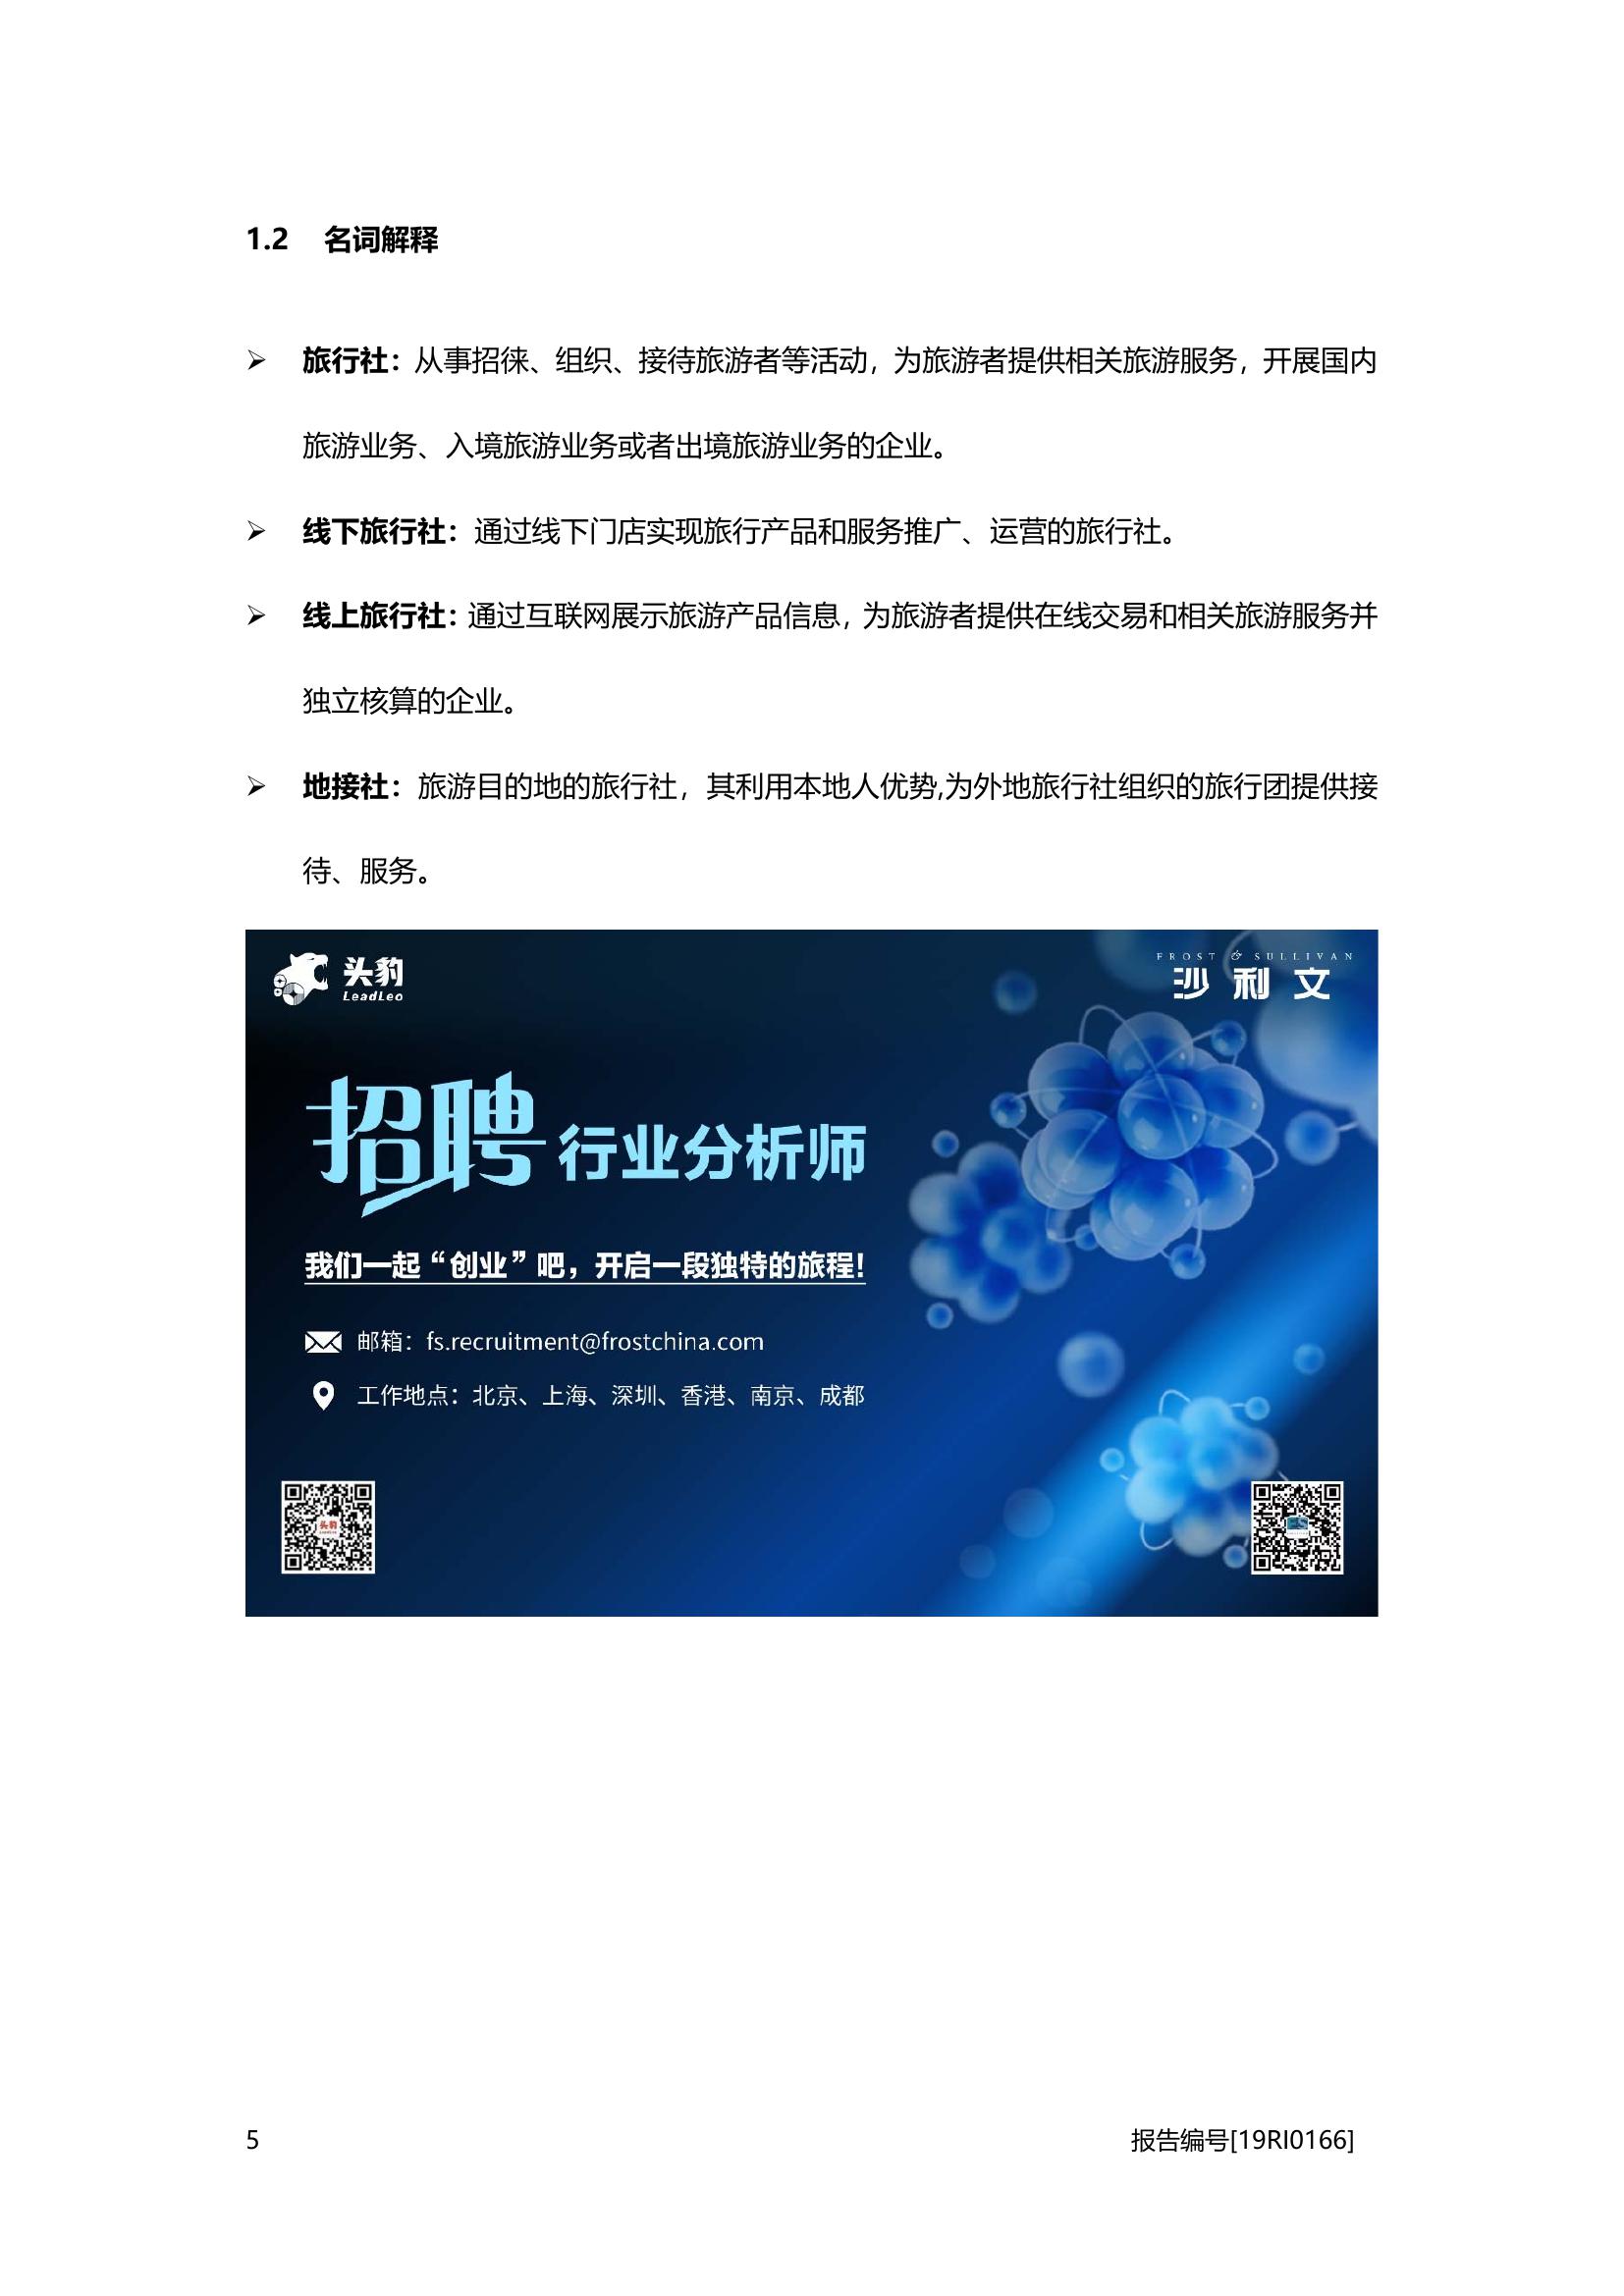 1.2 名词解释
➢ 旅行社：从事招徕、组织、接待旅游者等活动，为旅游者提供相关旅游服务，开展国内
旅游业务、入境旅游业务或者出境旅游业务的企业。
➢ 线下旅行社：通过线下门店实现旅行产品和服务推广、运营的旅行社。
➢ 线上旅行社：通过互联网展示旅游产品信息，为旅游者提供在线交易和相关旅游服务并
独立核算的企业。
➢ 地接社：旅游目的地的旅行社，其利用本地人优势,为外地旅行社组织的旅行团提供接
待、服务。
头豹
LeadLeo
FROST & SULLIVAN
沙利文
招聘 行业分析师
我们一起“创业”吧，开启一段独特的旅程！
邮箱：fs.recruitment@frostchina.com
工作地点：北京、上海、深圳、香港、南京、成都
头豹
5 报告编号[19RI0166]